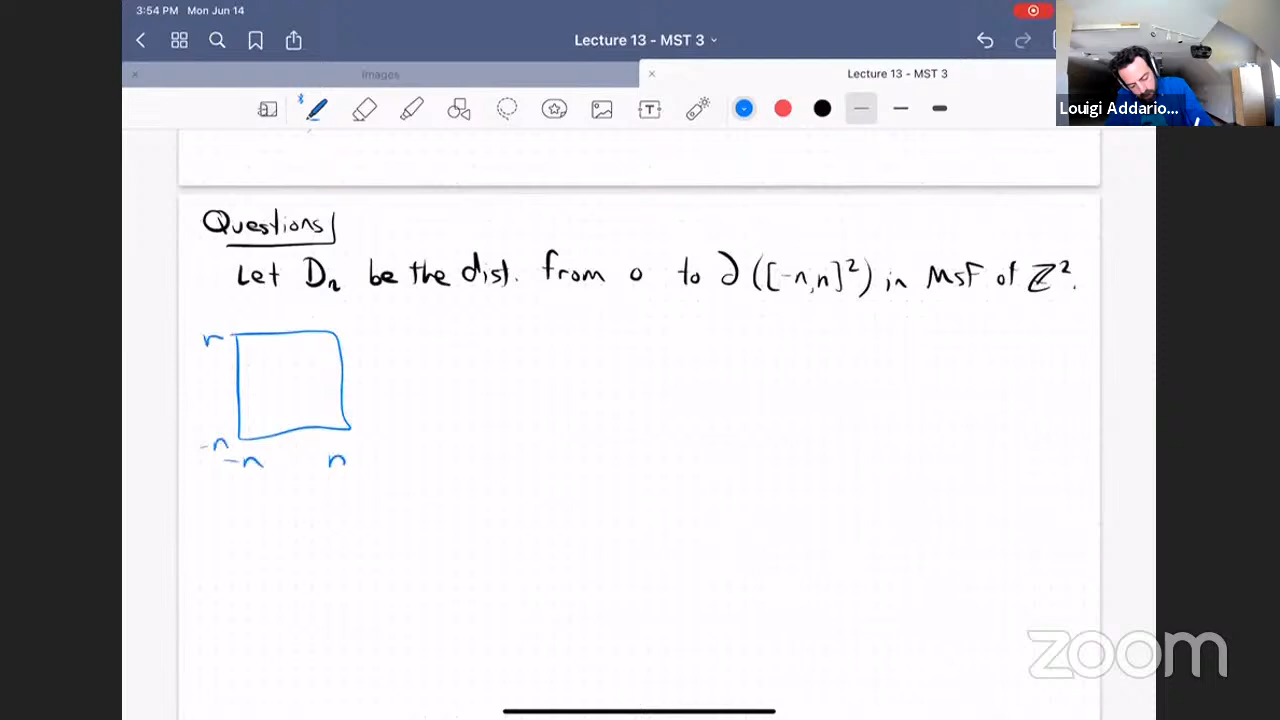 3:54 PM Mon Jun 14
Lecture 13 - MST 3
Images
Lecture 13 - MST 3
Louigi Addario...
Questions
Let Dn be the dist. from 0 to ∂([-n,n]²) in MSF of ℤ².
n
-n
-n n
zoom